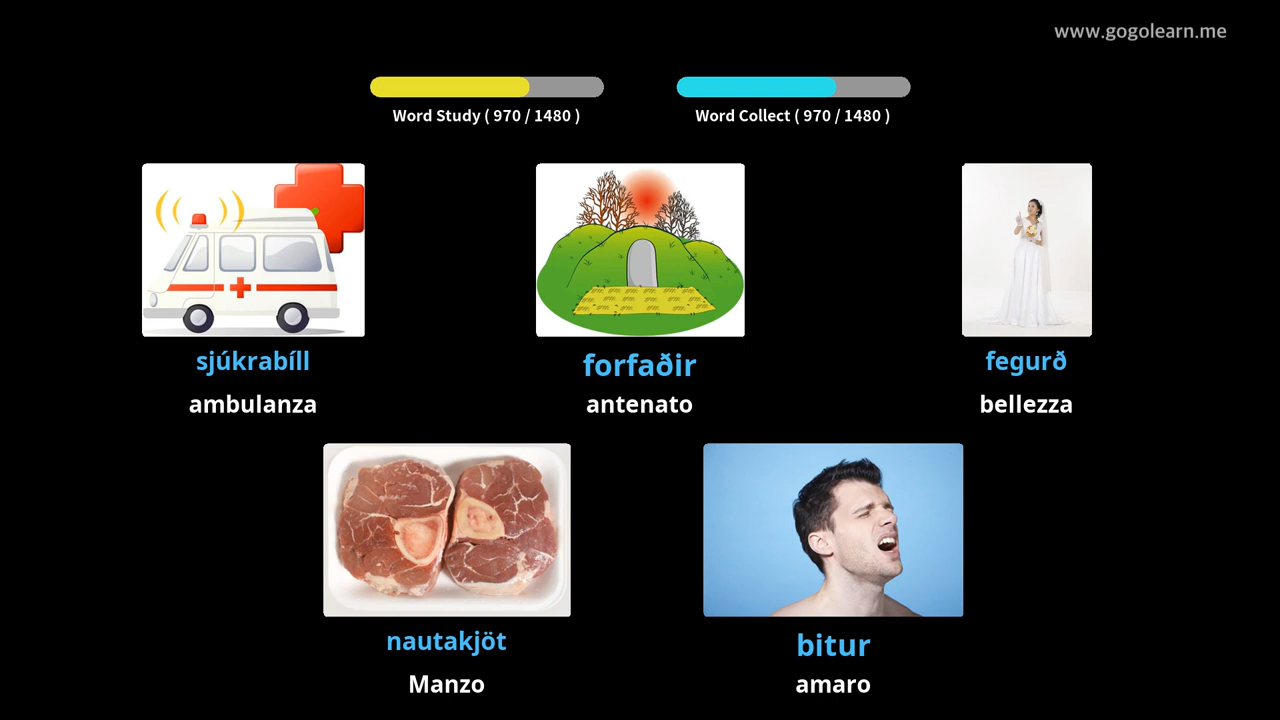 www.gogolearn.me
Word Study ( 970 / 1480 )
Word Collect ( 970 / 1480 )
sjúkrabíll
forfaðir
fegurð
ambulanza
antenato
bellezza
nautakjöt
bitur
Manzo
amaro